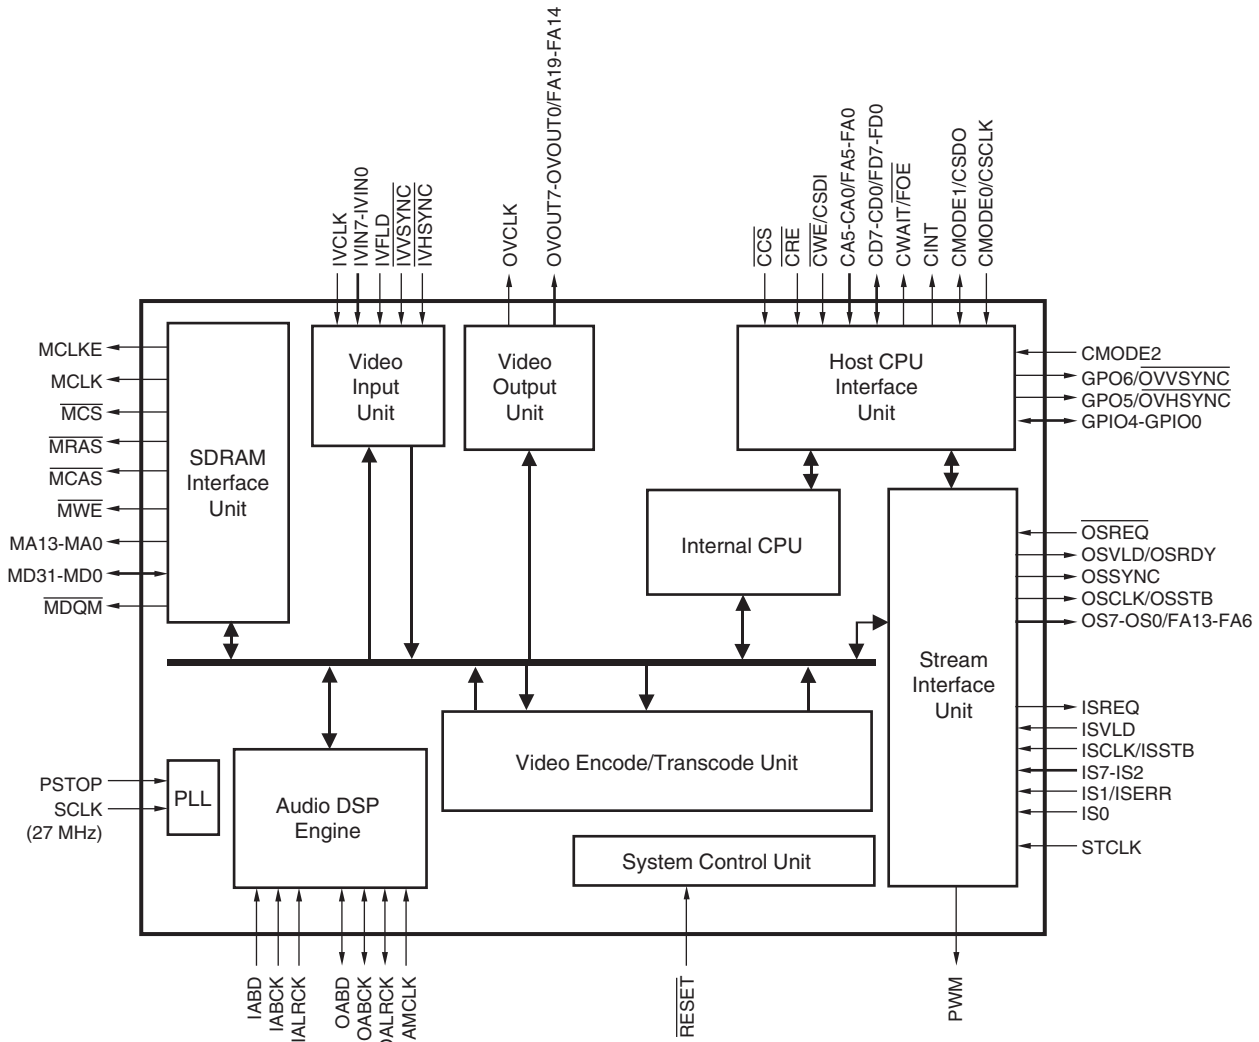 IVCLK
IVIN7-IVIN0
IVFLD
IVVSYNC
IVHSYNC
OVCLK
OVOUT7-OVOUT0/FA19-FA14
CCS
CRE
CWE/CSDI
CA5-CA0/FA5-FA0
CD7-CD0/FD7-FD0
CWAIT/FOE
CINT
CMODE1/CSDO
CMODE0/CSCLK
MCLKE
MCLK
MCS
MRAS
MCAS
MWE
MA13-MA0
MD31-MD0
MDQM
SDRAM
Interface
Unit
Video
Input
Unit
Video
Output
Unit
Host CPU
Interface
Unit
CMODE2
GPO6/OVVSYNC
GPO5/OVHSYNC
GPIO4-GPIO0
Internal CPU
Stream
Interface
Unit
OSREQ
OSVLD/OSRDY
OSSYNC
OSCLK/OSSTB
OS7-OS0/FA13-FA6
ISREQ
ISVLD
ISCLK/ISSTB
IS7-IS2
IS1/ISERR
IS0
STCLK
Video Encode/Transcode Unit
PSTOP
SCLK
(27 MHz)
PLL
Audio DSP
Engine
System Control Unit
IABD
IABCK
IALRCK
OABD
OABCK
OALRCK
AMCLK
RESET
PWM